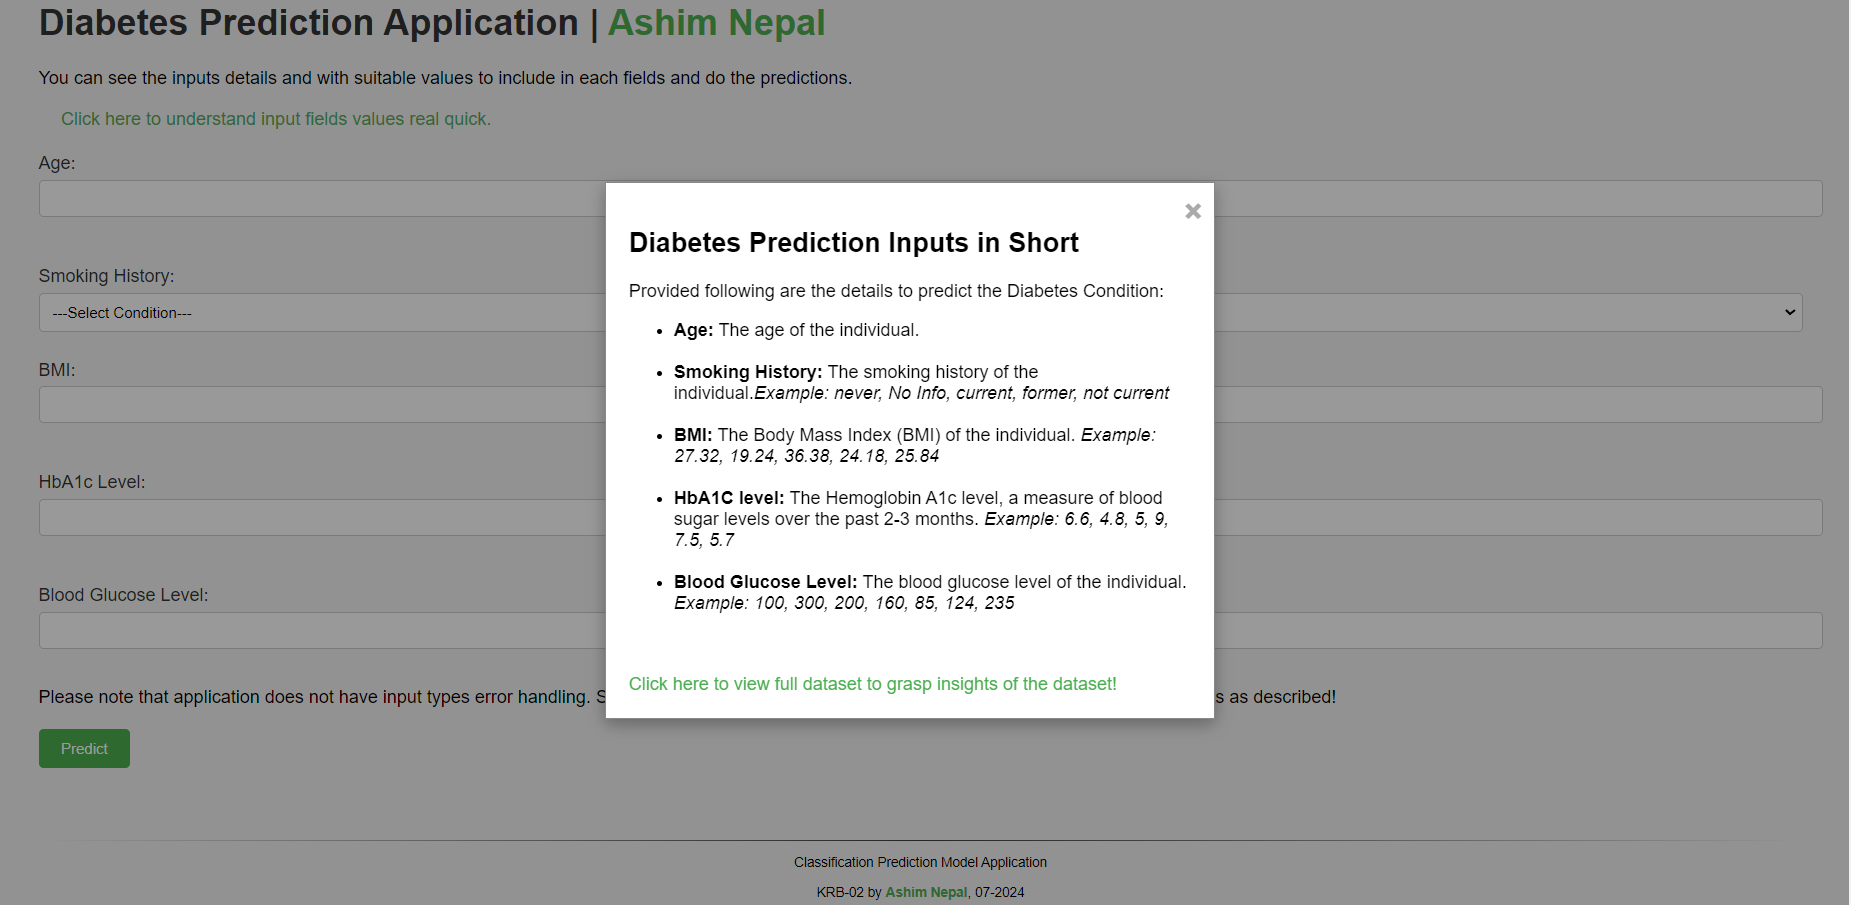 Diabetes Prediction Application | Ashim Nepal
You can see the inputs details and with suitable values to include in each fields and do the predictions.
Click here to understand input fields values real quick.
Age:
Smoking History:
---Select Condition---
BMI:
HbA1c Level:
Blood Glucose Level:
Please note that application does not have input types error handling. S
s as described!
Predict
×
Diabetes Prediction Inputs in Short
Provided following are the details to predict the Diabetes Condition:
• Age: The age of the individual.
• Smoking History: The smoking history of the
individual.Example: never, No Info, current, former, not current
• BMI: The Body Mass Index (BMI) of the individual. Example:
27.32, 19.24, 36.38, 24.18, 25.84
• HbA1C level: The Hemoglobin A1c level, a measure of blood
sugar levels over the past 2-3 months. Example: 6.6, 4.8, 5, 9,
7.5, 5.7
• Blood Glucose Level: The blood glucose level of the individual.
Example: 100, 300, 200, 160, 85, 124, 235
Click here to view full dataset to grasp insights of the dataset!
Classification Prediction Model Application
KRB-02 by Ashim Nepal, 07-2024